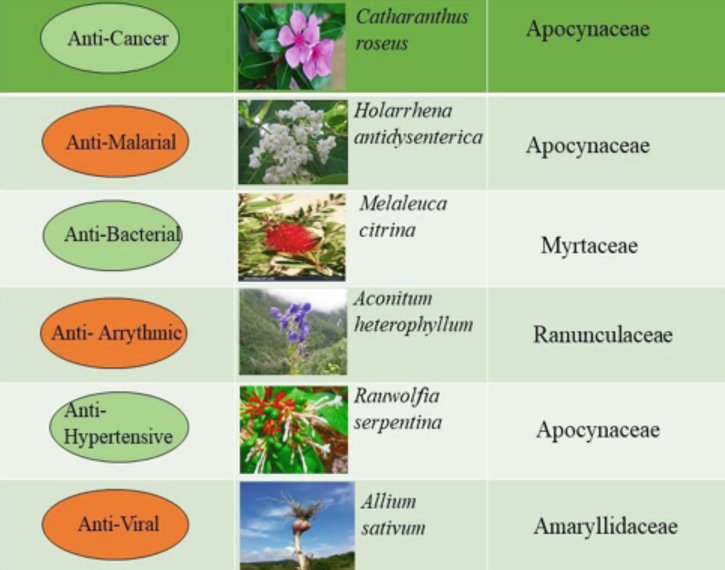 Anti-Cancer
Catharanthus
roseus
Apocynaceae
Anti-Malarial
Holarrhena
antidysenterica
Apocynaceae
Anti-Bacterial
Melaleuca
citrina
Myrtaceae
Anti- Arrythmic
Aconitum
heterophyllum
Ranunculaceae
Anti-
Hypertensive
Rauwolfia
serpentina
Apocynaceae
Anti-Viral
Allium
sativum
Amaryllidaceae